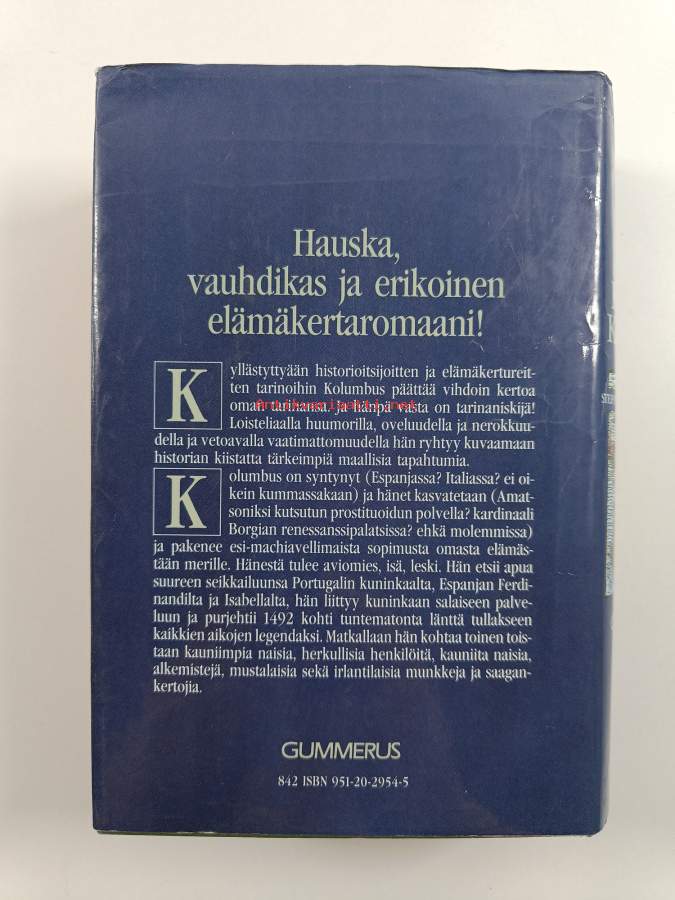 Hauska,
vauhdikas ja erikoinen
elämäkertaromaani!
Kyllästyttyään historioitsijoitten ja elämäkertureit-
ten tarinoihin Kolumbus päättää vihdoin kertoa
oman tarinansa ja hänpä vasta on tarinaniskijä!
Antikvariaatti.net
Loisteliaalla huumorilla, oveluudella ja nerokkuu-
della ja vetoavalla vaatimattomuudella hän ryhtyy kuvaamaan
historian kiistatta tärkeimpiä maallisia tapahtumia.
Kolumbus on syntynyt (Espanjassa? Italiassa? ei oi-
kein kummassakaan) ja hänet kasvatetaan (Amat-
soniksi kutsutun prostituoidun polvella? kardinaali
Borgian renessanssipalatsissa? ehkä molemmissa)
ja pakenee esi-machiavellimaista sopimusta omasta elämäs-
tään merille. Hänestä tulee aviomies, isä, leski. Hän etsii apua
suureen seikkailuunsa Portugalin kuninkaalta, Espanjan Ferdi-
nandilta ja Isabellalta, hän liittyy kuninkaan salaiseen palve-
luun ja purjehtii 1492 kohti tuntematonta länttä tullakseen
kaikkien aikojen legendaksi. Matkallaan hän kohtaa toinen tois-
taan kauniimpia naisia, herkullisia henkilöitä, kauniita naisia,
alkemistejä, mustalaisia sekä irlantilaisia munkkeja ja saagan-
kertojia.
GUMMERUS
842 ISBN 951-20-2954-5